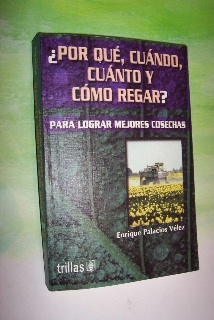 ¿POR QUÉ, CUÁNDO,
CUÁNTO Y
CÓMO REGAR?
PARA LOGRAR MEJORES COSECHAS
Enrique Palacios Vélez
trillas